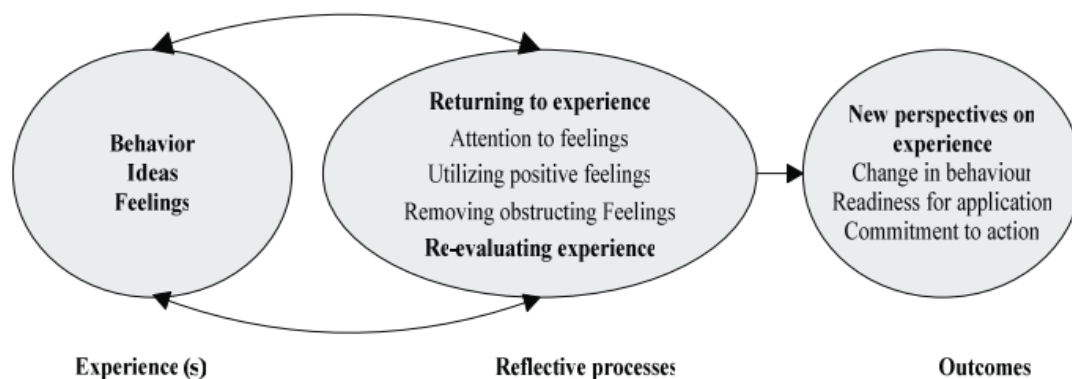 Behavior
Ideas
Feelings
Returning to experience
Attention to feelings
Utilizing positive feelings
Removing obstructing Feelings
Re-evaluating experience
New perspectives on
experience
Change in behaviour
Readiness for application
Commitment to action
Experience (s)
Reflective processes
Outcomes